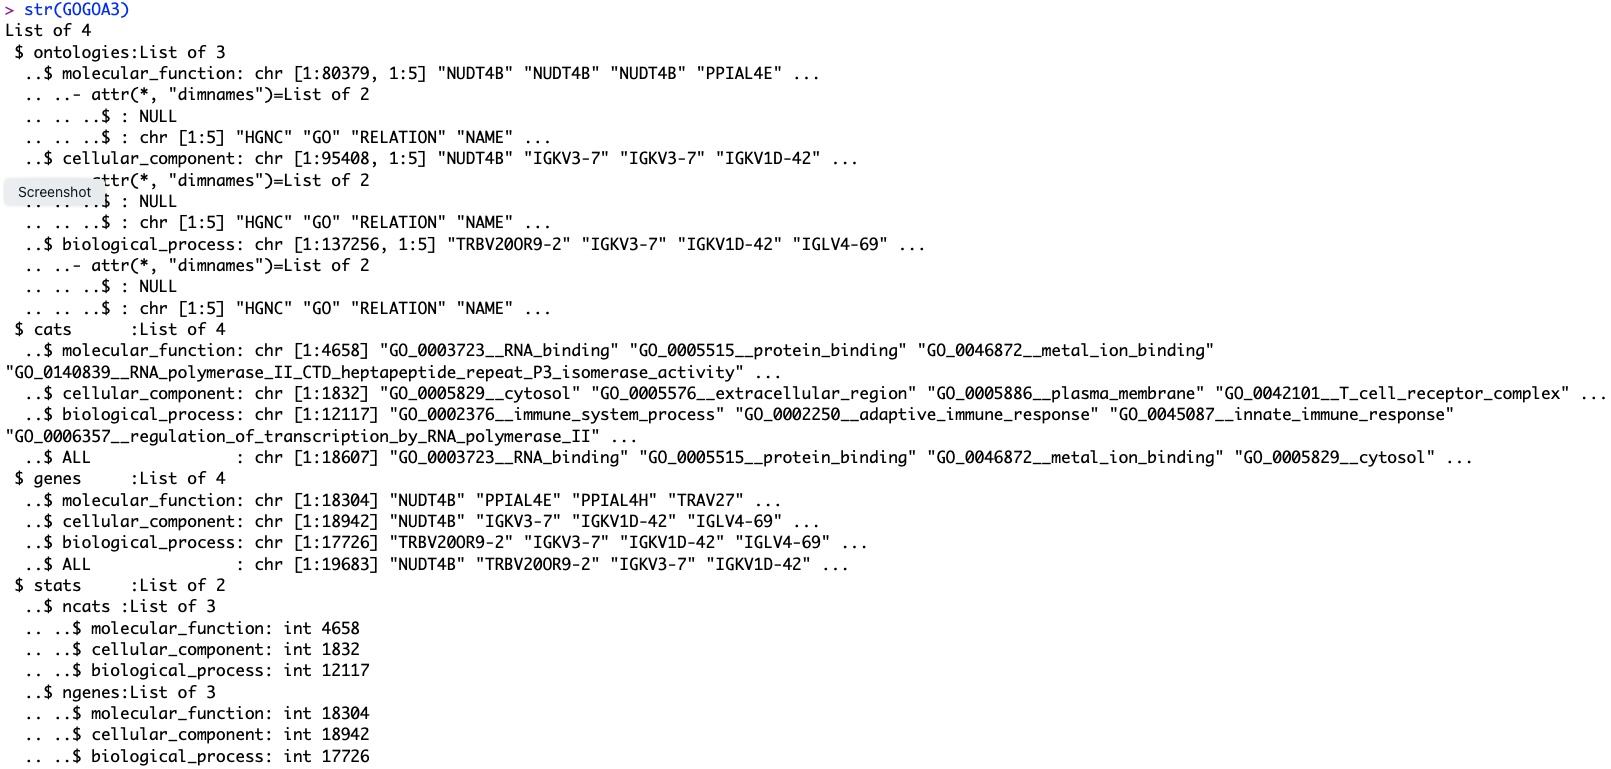 > str(GOGOA3)
List of 4
 $ ontologies:List of 3
  ..$ molecular_function: chr [1:80379, 1:5] "NUDT4B" "NUDT4B" "NUDT4B" "PPIAL4E" ...
  .. ..- attr(*, "dimnames")=List of 2
  .. .. ..$ : NULL
  .. .. ..$ : chr [1:5] "HGNC" "GO" "RELATION" "NAME" ...
  ..$ cellular_component: chr [1:95408, 1:5] "NUDT4B" "IGKV3-7" "IGKV3-7" "IGKV1D-42" ...
attr(*, "dimnames")=List of 2
Screenshot
  .. .. ..$ : NULL
  .. .. ..$ : chr [1:5] "HGNC" "GO" "RELATION" "NAME" ...
  ..$ biological_process: chr [1:137256, 1:5] "TRBV20OR9-2" "IGKV3-7" "IGKV1D-42" "IGLV4-69" ...
  .. ..- attr(*, "dimnames")=List of 2
  .. .. ..$ : NULL
  .. .. ..$ : chr [1:5] "HGNC" "GO" "RELATION" "NAME" ...
 $ cats      :List of 4
  ..$ molecular_function: chr [1:4658] "GO_0003723__RNA_binding" "GO_0005515__protein_binding" "GO_0046872__metal_ion_binding"
"GO_0140839__RNA_polymerase_II_CTD_heptapeptide_repeat_P3_isomerase_activity" ...
  ..$ cellular_component: chr [1:1832] "GO_0005829__cytosol" "GO_0005576__extracellular_region" "GO_0005886__plasma_membrane" "GO_0042101__T_cell_receptor_complex" ...
  ..$ biological_process: chr [1:12117] "GO_0002376__immune_system_process" "GO_0002250__adaptive_immune_response" "GO_0045087__innate_immune_response"
"GO_0006357__regulation_of_transcription_by_RNA_polymerase_II" ...
  ..$ ALL               : chr [1:18607] "GO_0003723__RNA_binding" "GO_0005515__protein_binding" "GO_0046872__metal_ion_binding" "GO_0005829__cytosol" ...
 $ genes     :List of 4
  ..$ molecular_function: chr [1:18304] "NUDT4B" "PPIAL4E" "PPIAL4H" "TRAV27" ...
  ..$ cellular_component: chr [1:18942] "NUDT4B" "IGKV3-7" "IGKV1D-42" "IGLV4-69" ...
  ..$ biological_process: chr [1:17726] "TRBV20OR9-2" "IGKV3-7" "IGKV1D-42" "IGLV4-69" ...
  ..$ ALL               : chr [1:19683] "NUDT4B" "TRBV20OR9-2" "IGKV3-7" "IGKV1D-42" ...
 $ stats     :List of 2
  ..$ ncats :List of 3
  .. ..$ molecular_function: int 4658
  .. ..$ cellular_component: int 1832
  .. ..$ biological_process: int 12117
  ..$ ngenes:List of 3
  .. ..$ molecular_function: int 18304
  .. ..$ cellular_component: int 18942
  .. ..$ biological_process: int 17726